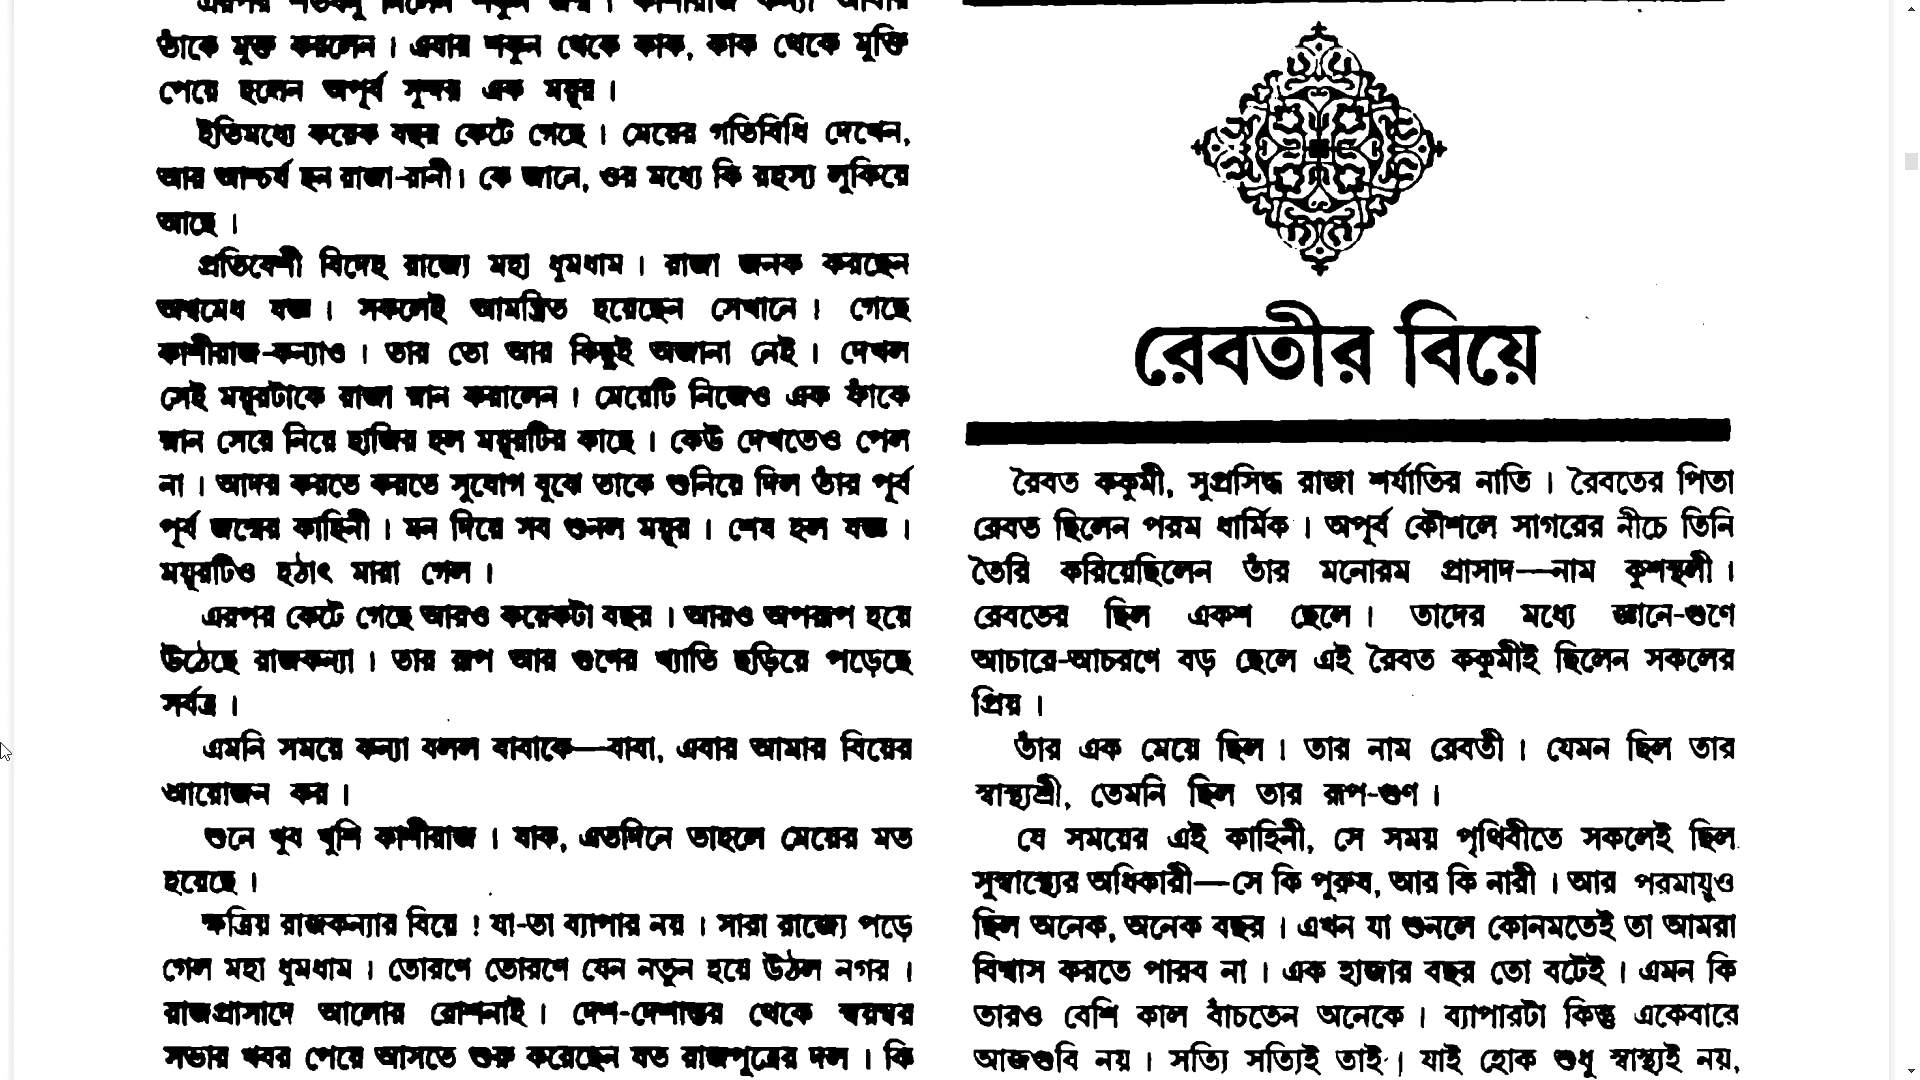 এরপর শতধনু নিলেন শকুন জন্ম। কাশীরাজ কন্যা আবার
তাঁকে মুক্ত করলেন। এবার শকুন থেকে কাক, কাক থেকে মুক্তি
পেয়ে হলেন অপূর্ব সুন্দর এক ময়ূর।
ইতিমধ্যে কয়েক বছর কেটে গেছে। মেয়ের গতিবিধি দেখেন,
আর আশ্চর্য হন রাজা-রানী। কে জানে, ওর মধ্যে কি রহস্য লুকিয়ে
আছে।
প্রতিবেশী বিদেহ রাজ্যে মহা ধুমধাম। রাজা জনক করছেন
অশ্বমেধ যজ্ঞ। সকলেই আমন্ত্রিত হয়েছেন সেখানে। গেছে
কাশীরাজ-কন্যাও। তার তো আর কিছুই অজানা নেই। দেখল
সেই ময়ূরটাকে রাজা স্নান করালেন। মেয়েটি নিজেও এক ফাঁকে
স্নান সেরে নিয়ে হাজির হল ময়ূরটির কাছে। কেউ দেখতেও পেল
না। আদর করতে করতে সুযোগ বুঝে তাকে শুনিয়ে দিল তাঁর পূর্ব
পূর্ব জন্মের কাহিনী। মন দিয়ে সব শুনল ময়ূর। শেষ হল যজ্ঞ।
ময়ূরটিও হঠাৎ মারা গেল।
এরপর কেটে গেছে আরও কয়েকটা বছর। আরও অপরূপ হয়ে
উঠেছে রাজকন্যা। তার রূপ আর গুণের খ্যাতি ছড়িয়ে পড়েছে
সর্বত্র।
এমনি সময়ে কন্যা বলল বাবাকে—বাবা, এবার আমার বিয়ের
আয়োজন কর।
শুনে খুব খুশি কাশীরাজ। যাক, এতদিনে তাহলে মেয়ের মত
হয়েছে।
ক্ষত্রিয় রাজকন্যার বিয়ে! যা-তা ব্যাপার নয়। সারা রাজ্যে পড়ে
গেল মহা ধুমধাম। তোরণে তোরণে যেন নতুন হয়ে উঠল নগর।
রাজপ্রাসাদে আলোর রোশনাই। দেশ-দেশান্তর থেকে স্বয়ম্বর
সভার খবর পেয়ে আসতে শুরু করেছেন যত রাজপুত্রের দল। কি
রেবতীর বিয়ে
রৈবত ককুদ্মী, সুপ্রসিদ্ধ রাজা শর্যাতির নাতি। রৈবতের পিতা
রেবত ছিলেন পরম ধার্মিক। অপূর্ব কৌশলে সাগরের নীচে তিনি
তৈরি করিয়েছিলেন তাঁর মনোরম প্রাসাদ—নাম কুশস্থলী।
রেবতের ছিল একশ ছেলে। তাদের মধ্যে জ্ঞানে-গুণে
আচারে-আচরণে বড় ছেলে এই রৈবত ককুদ্মীই ছিলেন সকলের
প্রিয়।
তাঁর এক মেয়ে ছিল। তার নাম রেবতী। যেমন ছিল তার
স্বাস্থ্যশ্রী, তেমনি ছিল তার রূপ-গুণ।
যে সময়ের এই কাহিনী, সে সময় পৃথিবীতে সকলেই ছিল
সুস্বাস্থ্যের অধিকারী—সে কি পুরুষ, আর কি নারী। আর পরমায়ুও
ছিল অনেক, অনেক বছর। এখন যা শুনলে কোনমতেই তা আমরা
বিশ্বাস করতে পারব না। এক হাজার বছর তো বটেই। এমন কি
তারও বেশি কাল বাঁচতেন অনেকে। ব্যাপারটা কিন্তু একেবারে
আজগুবি নয়। সত্যি সত্যিই তাই। যাই হোক শুধু স্বাস্থ্যই নয়,